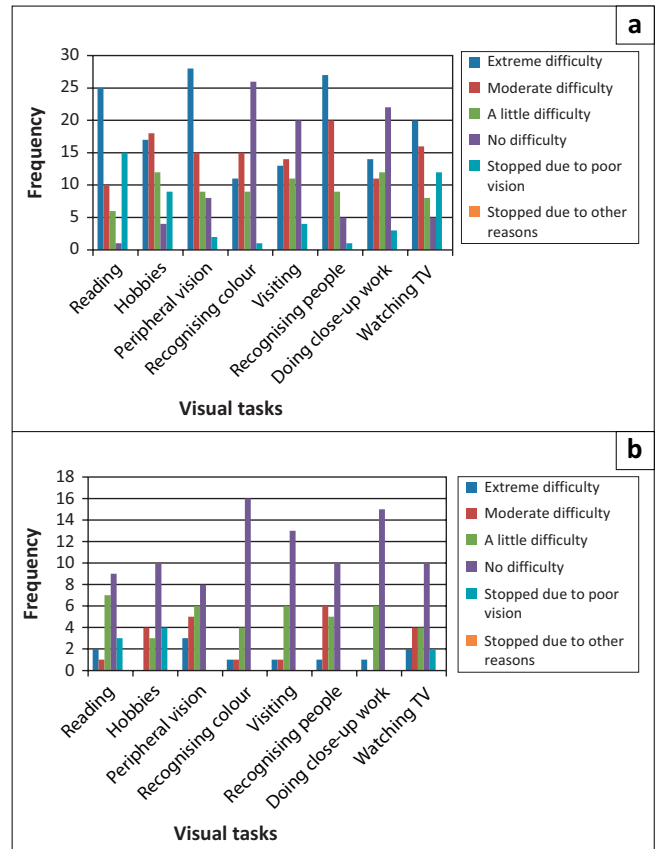 a
30
25
20
15
10
5
0
Frequency
Reading
Hobbies
Peripheral vision
Recognising colour
Visiting
Recognising people
Doing close-up work
Watching TV
Visual tasks
Extreme difficulty
Moderate difficulty
A little difficulty
No difficulty
Stopped due to poor
vision
Stopped due to other
reasons
b
18
16
14
12
10
8
6
4
2
0
Frequency
Reading
Hobbies
Peripheral vision
Recognising colour
Visiting
Recognising people
Doing close-up work
Watching TV
Visual tasks
Extreme difficulty
Moderate difficulty
A little difficulty
No difficulty
Stopped due to poor
vision
Stopped due to other
reasons